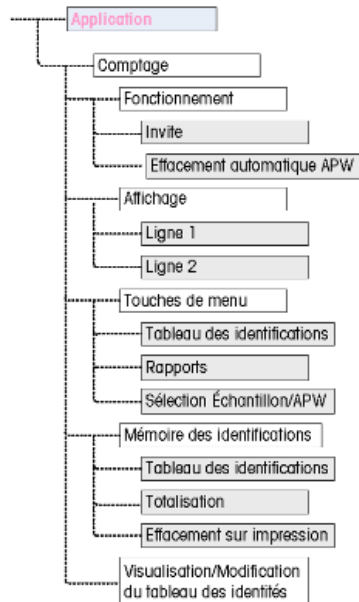 Application
Comptage
Fonctionnement
Invite
Effacement automatique APW
Affichage
Ligne 1
Ligne 2
Touches de menu
Tableau des identifications
Rapports
Sélection Échantillon/APW
Mémoire des identifications
Tableau des identifications
Totalisation
Effacement sur impression
Visualisation/Modification
du tableau des identités